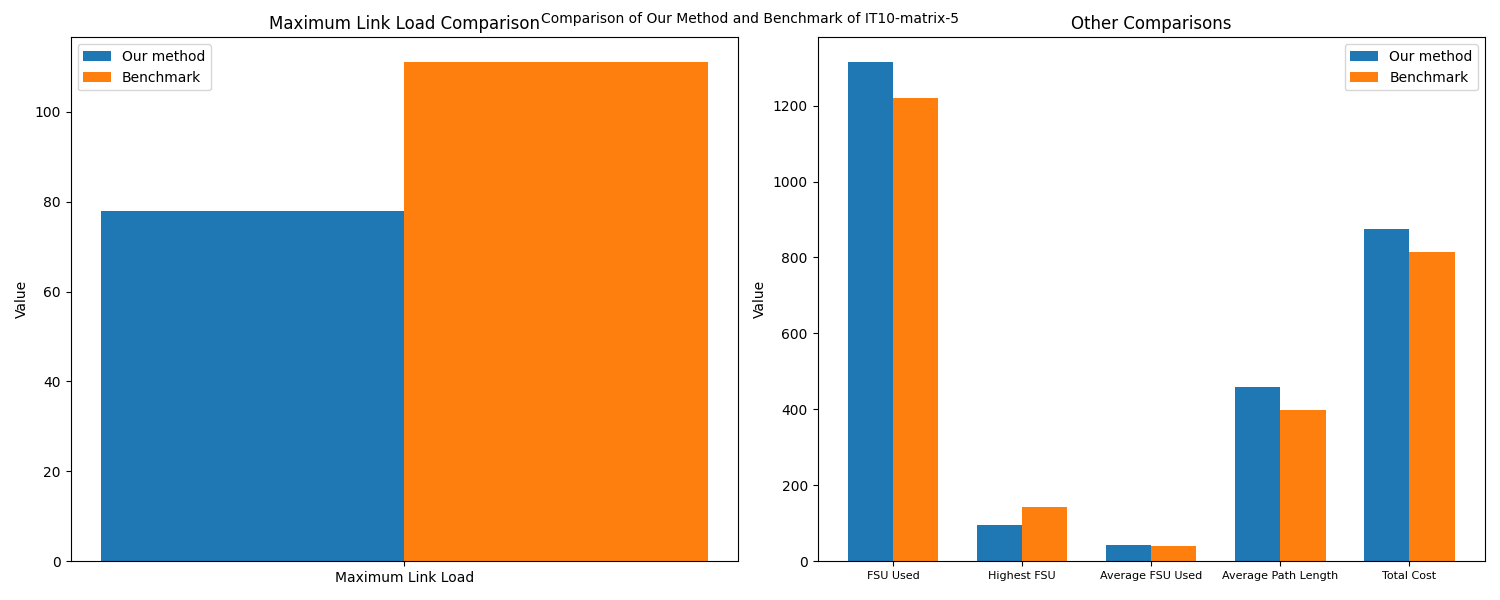 Comparison of Our Method and Benchmark of IT10-matrix-5
Maximum Link Load Comparison
Our method
Benchmark
Value
100
80
60
40
20
0
Maximum Link Load
Other Comparisons
Our method
Benchmark
Value
1200
1000
800
600
400
200
0
FSU Used
Highest FSU
Average FSU Used
Average Path Length
Total Cost